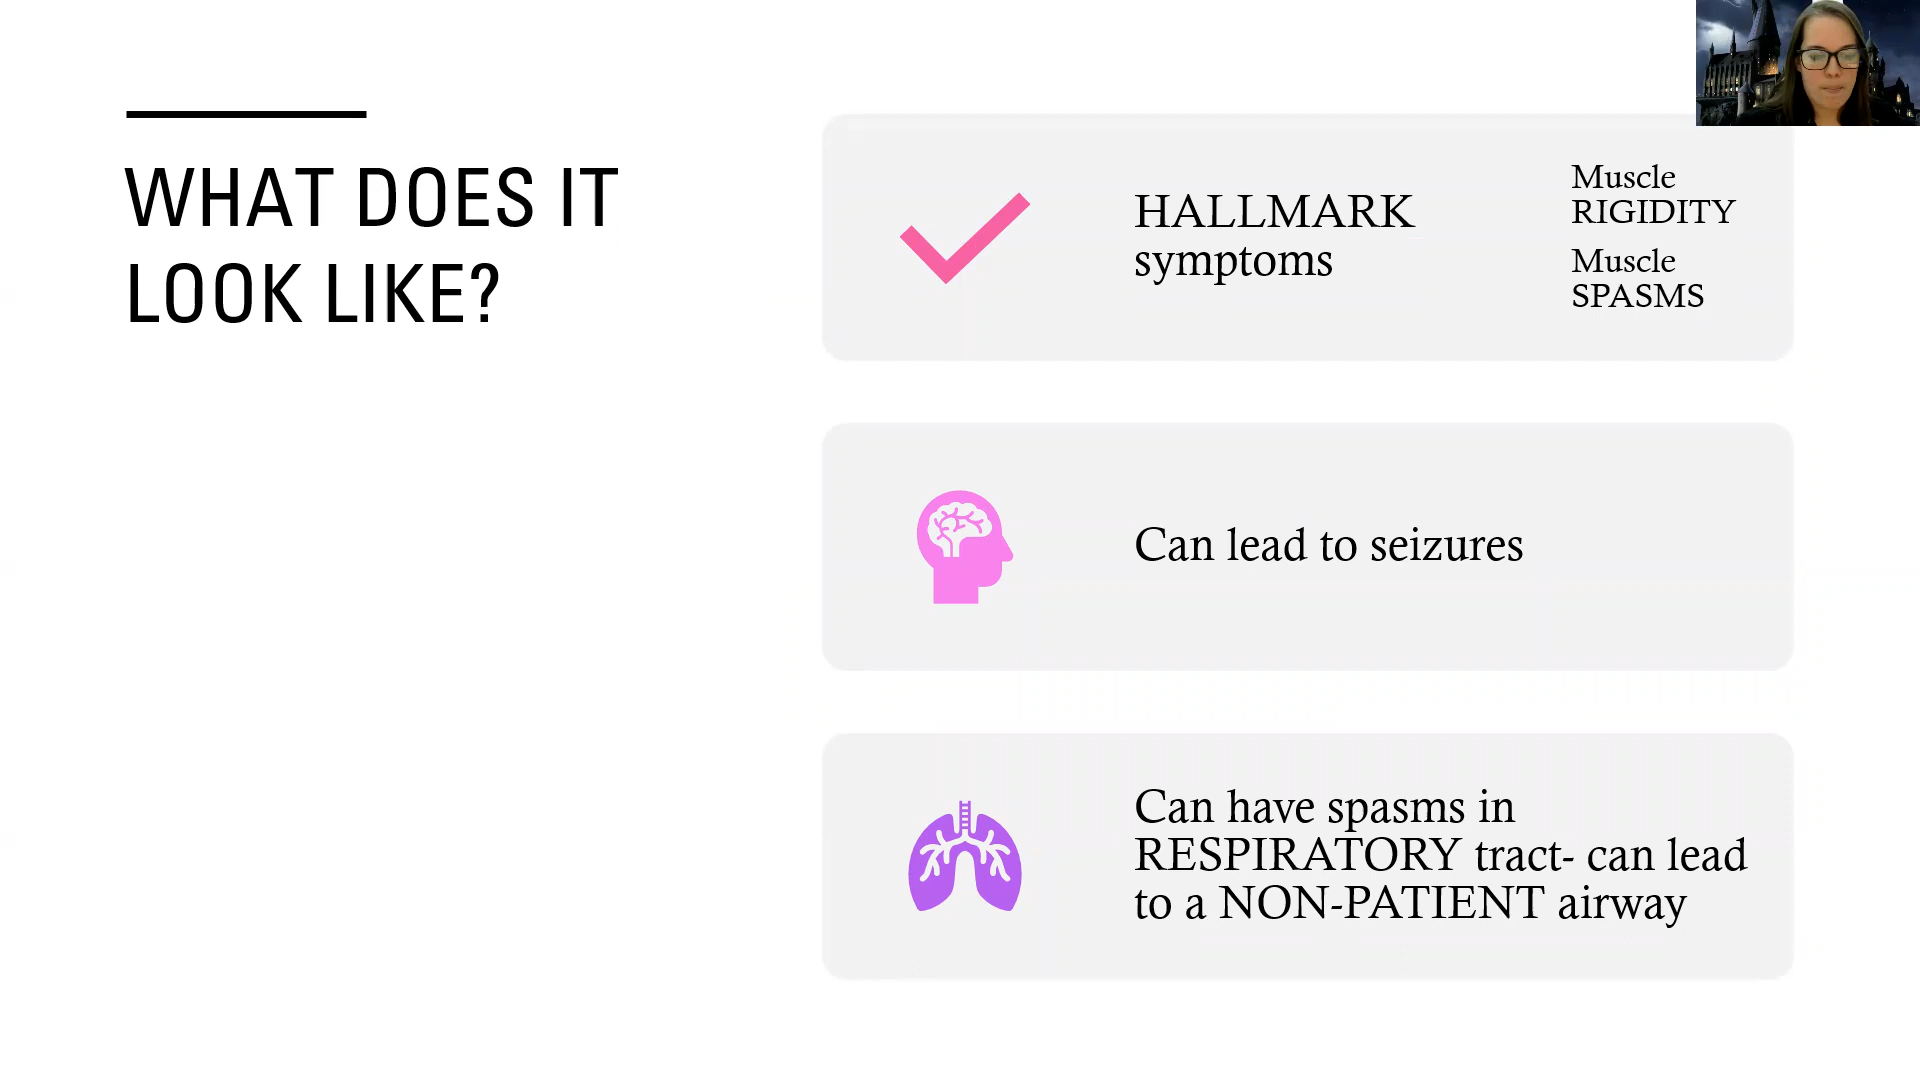 WHAT DOES IT
LOOK LIKE?
HALLMARK
symptoms
Muscle
RIGIDITY
Muscle
SPASMS
Can lead to seizures
Can have spasms in
RESPIRATORY tract- can lead
to a NON-PATIENT airway